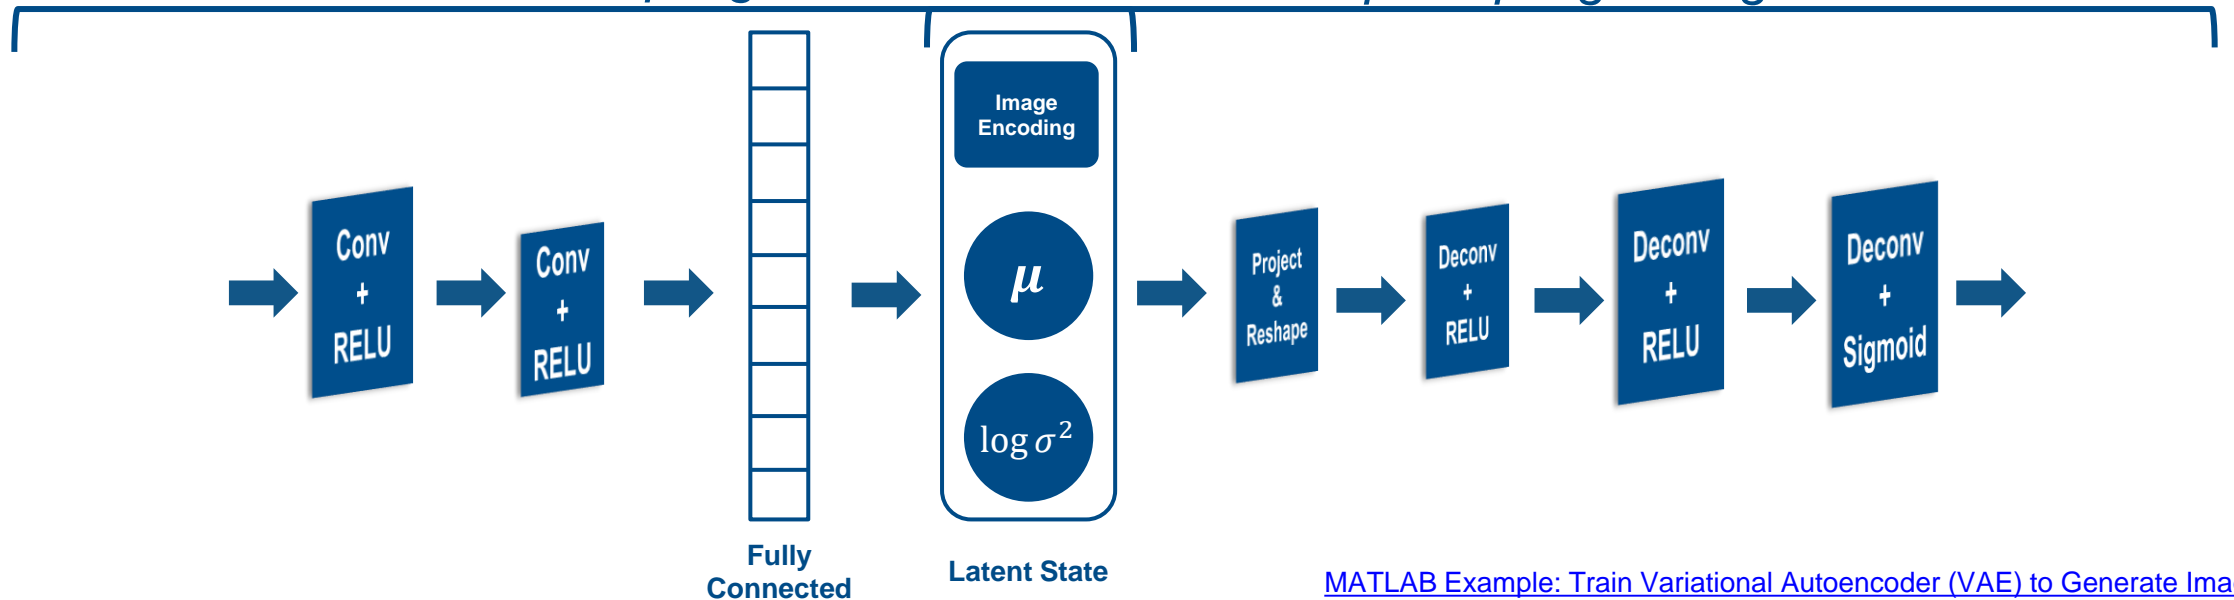 Image
Encoding
Conv
+
RELU
Conv
+
RELU
μ
log σ²
Project
&
Reshape
Deconv
+
RELU
Deconv
+
RELU
Deconv
+
Sigmoid
Fully
Connected
Latent State
MATLAB Example: Train Variational Autoencoder (VAE) to Generate Ima